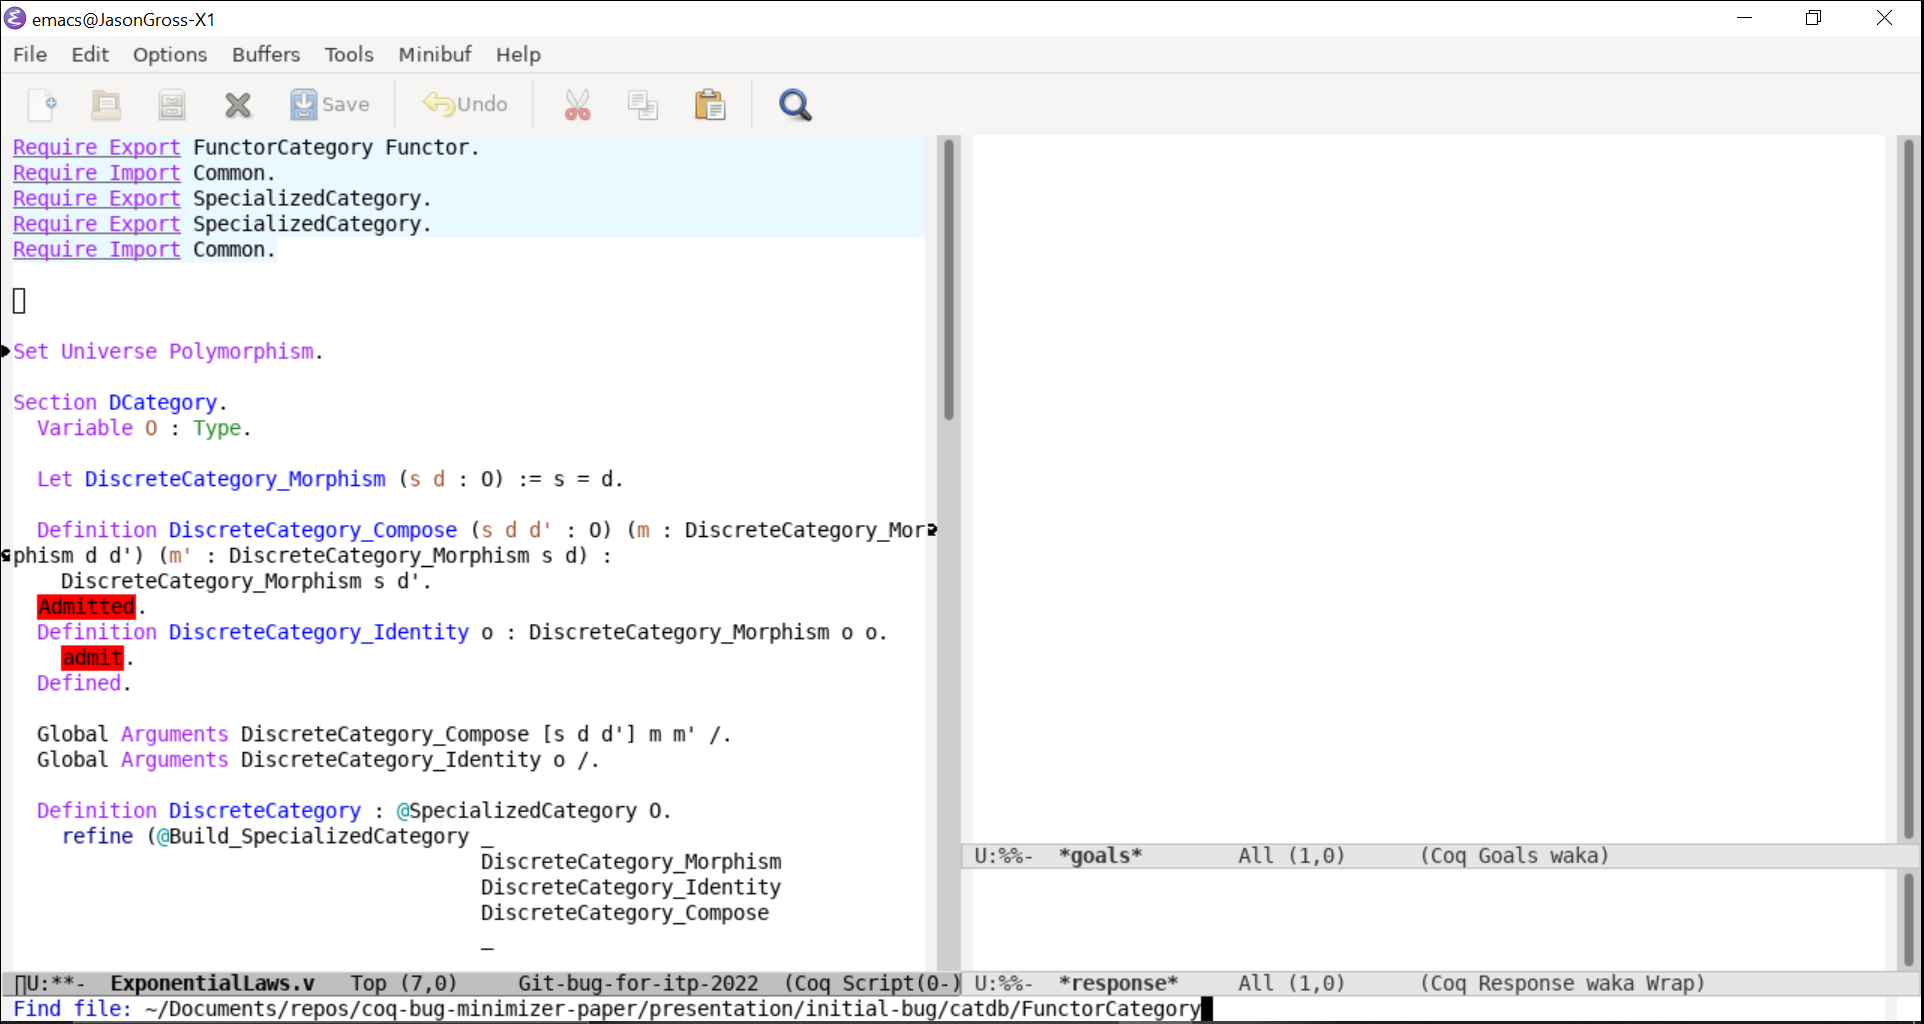 emacs@JasonGross-X1
File Edit Options Buffers Tools Minibuf Help
Save Undo
Require Export FunctorCategory Functor.
Require Import Common.
Require Export SpecializedCategory.
Require Export SpecializedCategory.
Require Import Common.
Set Universe Polymorphism.
Section DCategory.
Variable O : Type.
Let DiscreteCategory_Morphism (s d : O) := s = d.
Definition DiscreteCategory_Compose (s d d' : O) (m : DiscreteCategory_Mor
phism d d') (m' : DiscreteCategory_Morphism s d) :
DiscreteCategory_Morphism s d'.
Admitted.
Definition DiscreteCategory_Identity o : DiscreteCategory_Morphism o o.
admit.
Defined.
Global Arguments DiscreteCategory_Compose [s d d'] m m' /.
Global Arguments DiscreteCategory_Identity o /.
Definition DiscreteCategory : @SpecializedCategory O.
refine (@Build_SpecializedCategory _
DiscreteCategory_Morphism
DiscreteCategory_Identity
DiscreteCategory_Compose
_
U:%%- *goals* All (1,0) (Coq Goals waka)
U:**- ExponentialLaws.v Top (7,0) Git-bug-for-itp-2022 (Coq Script(0-)
U:%%- *response* All (1,0) (Coq Response waka Wrap)
Find file: ~/Documents/repos/coq-bug-minimizer-paper/presentation/initial-bug/catdb/FunctorCategory